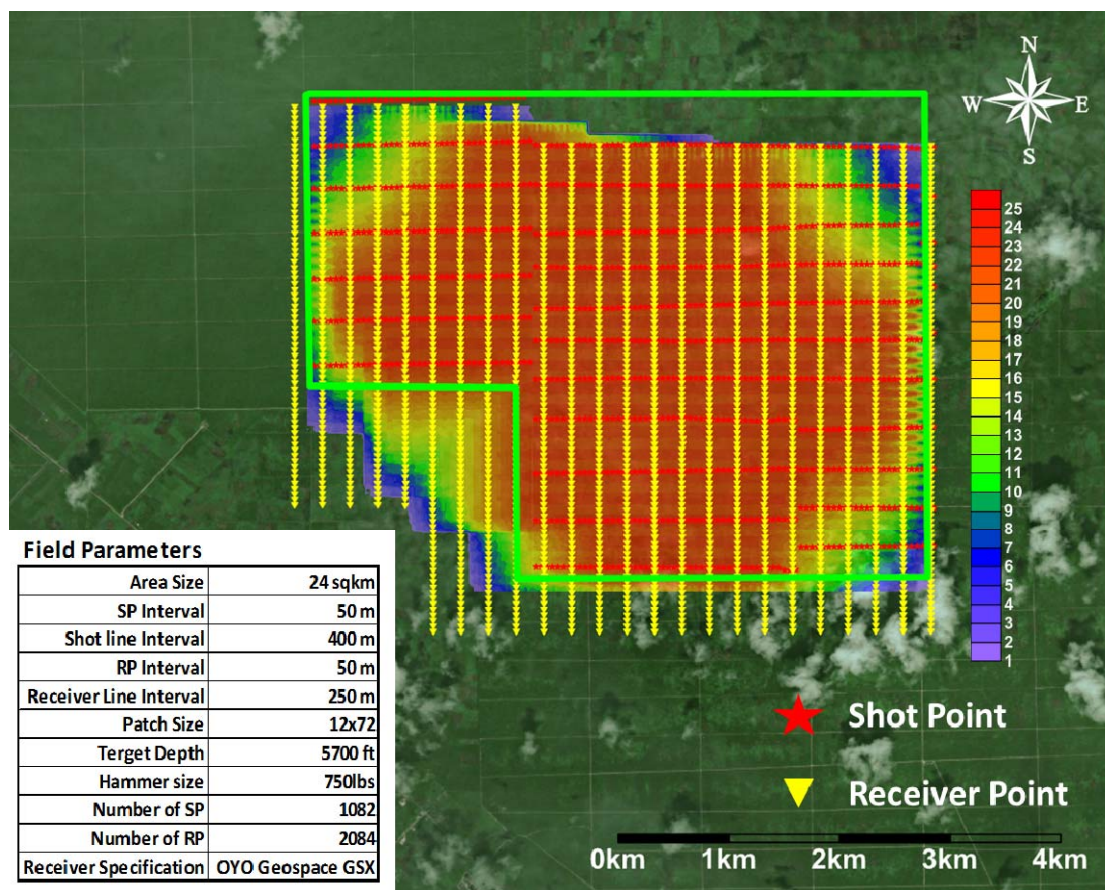 N
W E
S
25
24
23
22
21
20
19
18
17
16
15
14
13
12
11
10
9
8
7
6
5
4
3
2
1
Field Parameters
Area Size 24 sqkm
SP Interval 50 m
Shot line Interval 400 m
RP Interval 50 m
Receiver Line Interval 250 m
Patch Size 12x72
Terget Depth 5700 ft
Hammer size 750lbs
Number of SP 1082
Number of RP 2084
Receiver Specification OYO Geospace GSX
Shot Point
Receiver Point
0km 1km 2km 3km 4km